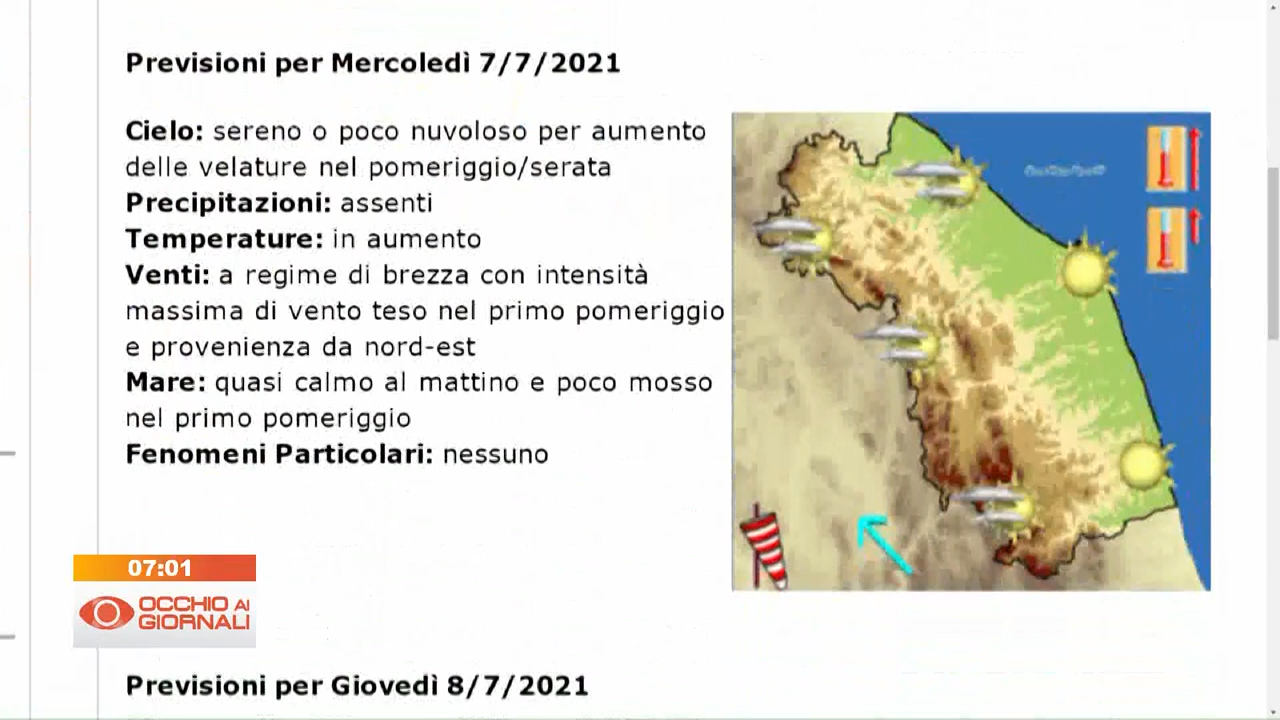 Previsioni per Mercoledì 7/7/2021
Cielo: sereno o poco nuvoloso per aumento
delle velature nel pomeriggio/serata
Precipitazioni: assenti
Temperature: in aumento
Venti: a regime di brezza con intensità
massima di vento teso nel primo pomeriggio
e provenienza da nord-est
Mare: quasi calmo al mattino e poco mosso
nel primo pomeriggio
Fenomeni Particolari: nessuno
07:01
OCCHIO AI
GIORNALI
Previsioni per Giovedì 8/7/2021